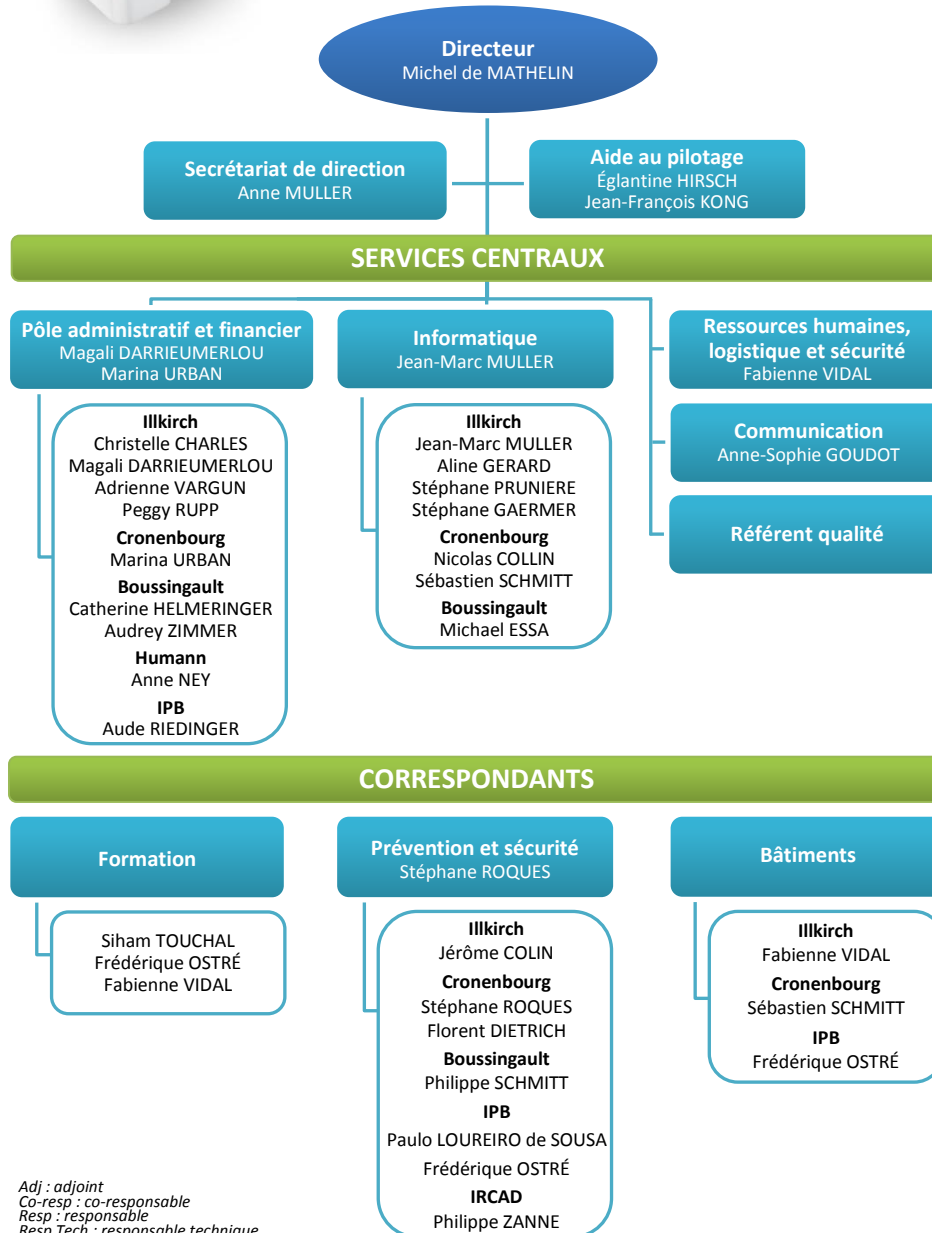 Directeur
Michel de MATHELIN
Secrétariat de direction
Anne MULLER
Aide au pilotage
Églantine HIRSCH
Jean-François KONG
SERVICES CENTRAUX
Pôle administratif et financier
Magali DARRIEUMERLOU
Marina URBAN
Illkirch
Christelle CHARLES
Magali DARRIEUMERLOU
Adrienne VARGUN
Peggy RUPP
Cronenbourg
Marina URBAN
Boussingault
Catherine HELMERINGER
Audrey ZIMMER
Humann
Anne NEY
IPB
Aude RIEDINGER
Informatique
Jean-Marc MULLER
Illkirch
Jean-Marc MULLER
Aline GERARD
Stéphane PRUNIERE
Stéphane GAERMER
Cronenbourg
Nicolas COLLIN
Sébastien SCHMITT
Boussingault
Michael ESSA
Ressources humaines,
logistique et sécurité
Fabienne VIDAL
Communication
Anne-Sophie GOUDOT
Référent qualité
CORRESPONDANTS
Formation
Siham TOUCHAL
Frédérique OSTRÉ
Fabienne VIDAL
Prévention et sécurité
Stéphane ROQUES
Illkirch
Jérôme COLIN
Cronenbourg
Stéphane ROQUES
Florent DIETRICH
Boussingault
Philippe SCHMITT
IPB
Paulo LOUREIRO de SOUSA
Frédérique OSTRÉ
IRCAD
Philippe ZANNE
Bâtiments
Illkirch
Fabienne VIDAL
Cronenbourg
Sébastien SCHMITT
IPB
Frédérique OSTRÉ
Adj : adjoint
Co-resp : co-responsable
Resp : responsable
Resp Tech : responsable technique